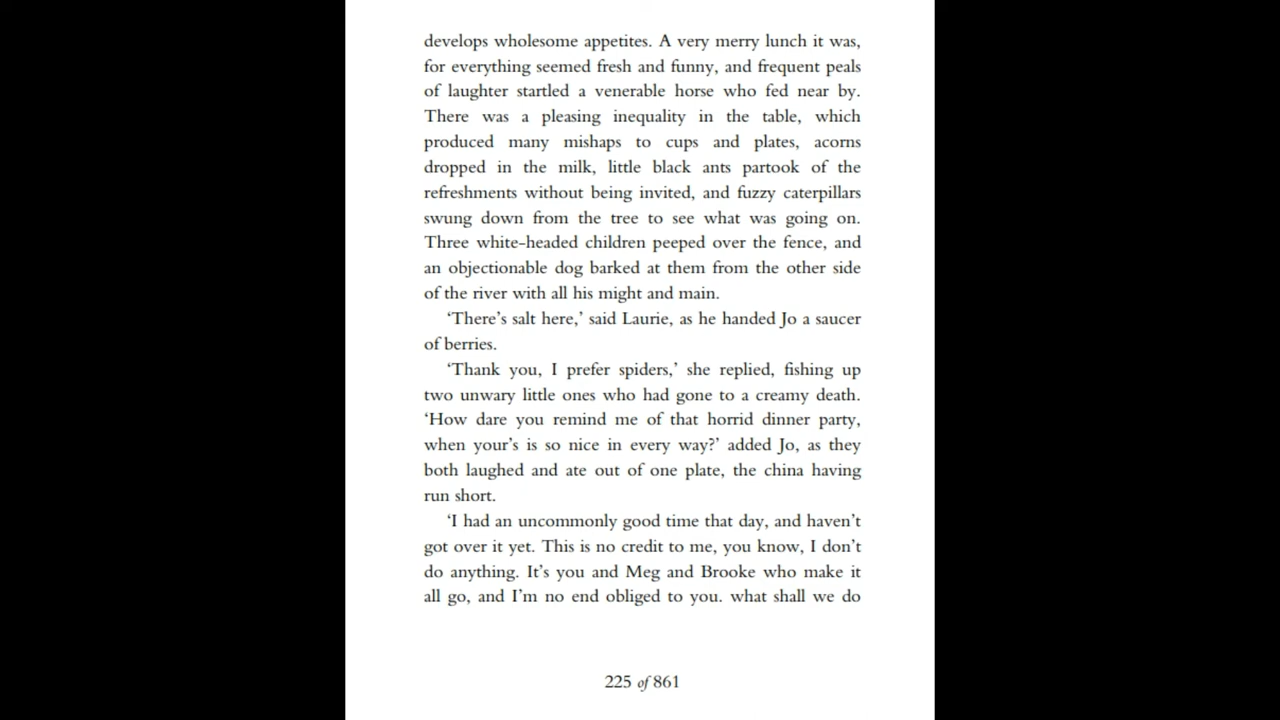 develops wholesome appetites. A very merry lunch it was,
for everything seemed fresh and funny, and frequent peals
of laughter startled a venerable horse who fed near by.
There was a pleasing inequality in the table, which
produced many mishaps to cups and plates, acorns
dropped in the milk, little black ants partook of the
refreshments without being invited, and fuzzy caterpillars
swung down from the tree to see what was going on.
Three white-headed children peeped over the fence, and
an objectionable dog barked at them from the other side
of the river with all his might and main.
‘There’s salt here,’ said Laurie, as he handed Jo a saucer
of berries.
‘Thank you, I prefer spiders,’ she replied, fishing up
two unwary little ones who had gone to a creamy death.
‘How dare you remind me of that horrid dinner party,
when your’s is so nice in every way?’ added Jo, as they
both laughed and ate out of one plate, the china having
run short.
‘I had an uncommonly good time that day, and haven’t
got over it yet. This is no credit to me, you know, I don’t
do anything. It’s you and Meg and Brooke who make it
all go, and I’m no end obliged to you. what shall we do
225 of 861